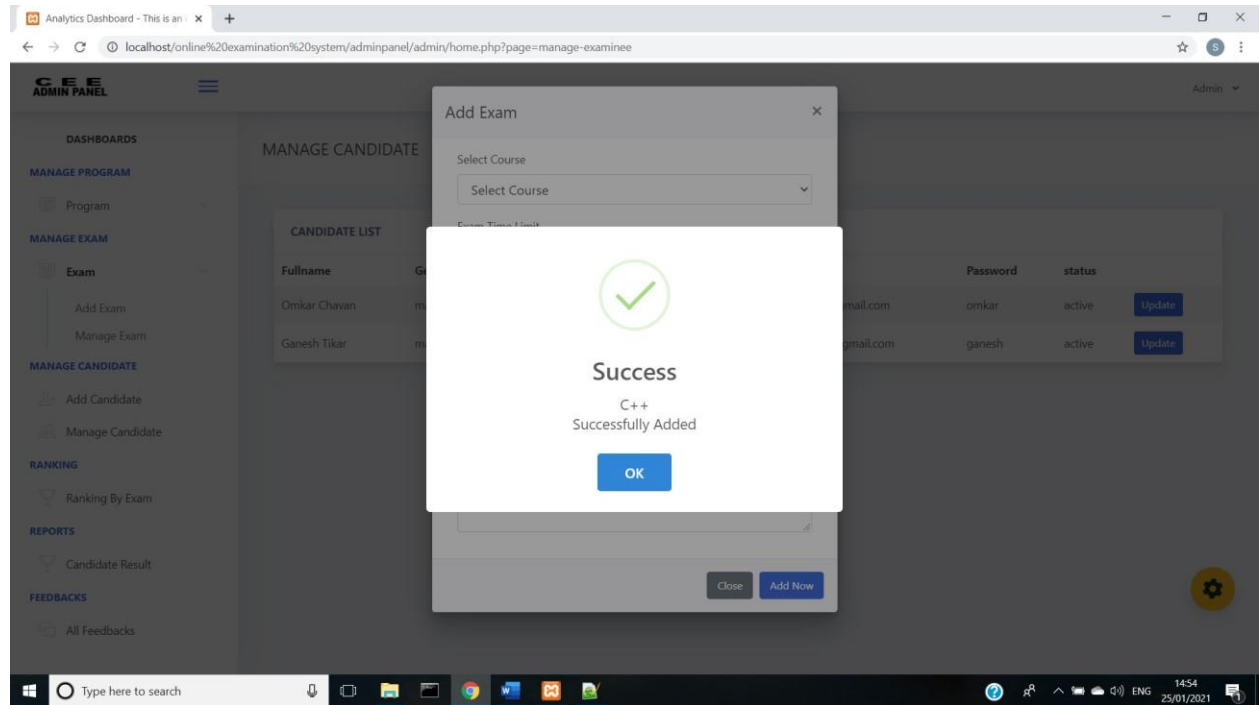 Analytics Dashboard - This is an
localhost/online%20examination%20system/adminpanel/admin/home.php?page=manage-examinee
S
CEE
ADMIN PANEL
Admin
Add Exam
DASHBOARDS
MANAGE CANDIDATE
Select Course
MANAGE PROGRAM
Select Course
Program
Exam Time Limit
CANDIDATE LIST
MANAGE EXAM
Exam
Fullname Password status
Add Exam
Omkar Chavan mail.com omkar active Update
Manage Exam
Ganesh Tikar gmail.com ganesh active Update
MANAGE CANDIDATE
Success
Add Candidate
C++
Successfully Added
Manage Candidate
RANKING
OK
Ranking By Exam
REPORTS
Candidate Result
Close Add Now
FEEDBACKS
All Feedbacks
Type here to search
ENG
14:54
25/01/2021